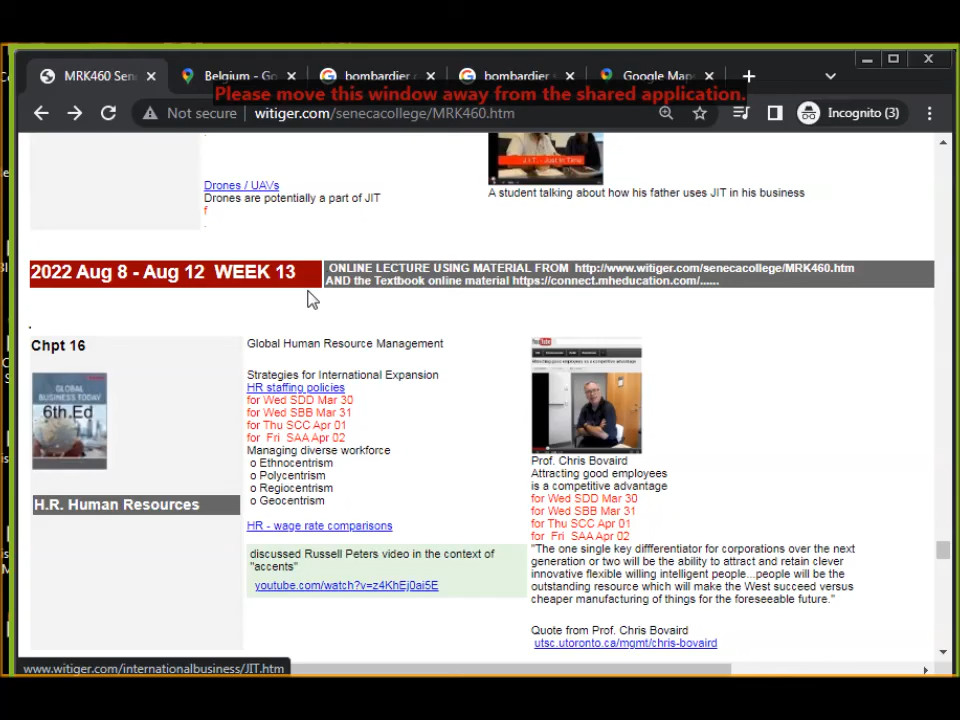 MRK460 Sen
Belgium - Go
bombardier
bombardier
Google Map
Please move this window away from the shared application.
Not secure
witiger.com/senecacollege/MRK460.htm
Incognito (3)
Drones / UAVs
Drones are potentially a part of JIT
f
A student talking about how his father uses JIT in his business
2022 Aug 8 - Aug 12 WEEK 13
ONLINE LECTURE USING MATERIAL FROM http://www.witiger.com/senecacollege/MRK460.htm
AND the Textbook online material https://connect.mheducation.com/......
Chpt 16
GLOBAL
BUSINESS TODAY
6th.Ed
H.R. Human Resources
Global Human Resource Management
Strategies for International Expansion
HR staffing policies
for Wed SDD Mar 30
for Wed SBB Mar 31
for Thu SCC Apr 01
for Fri SAA Apr 02
Managing diverse workforce
o Ethnocentrism
o Polycentrism
o Regiocentrism
o Geocentrism
HR - wage rate comparisons
discussed Russell Peters video in the context of
"accents"
youtube.com/watch?v=z4KhEj0ai5E
Prof. Chris Bovaird
Attracting good employees
is a competitive advantage
for Wed SDD Mar 30
for Wed SBB Mar 31
for Thu SCC Apr 01
for Fri SAA Apr 02
"The one single key diffferentiator for corporations over the next
generation or two will be the ability to attract and retain clever
innovative flexible willing intelligent people...people will be the
outstanding resource which will make the West succeed versus
cheaper manufacturing of things for the foreseeable future."
Quote from Prof. Chris Bovaird
utsc.utoronto.ca/mgmt/chris-bovaird
www.witiger.com/internationalbusiness/JIT.htm